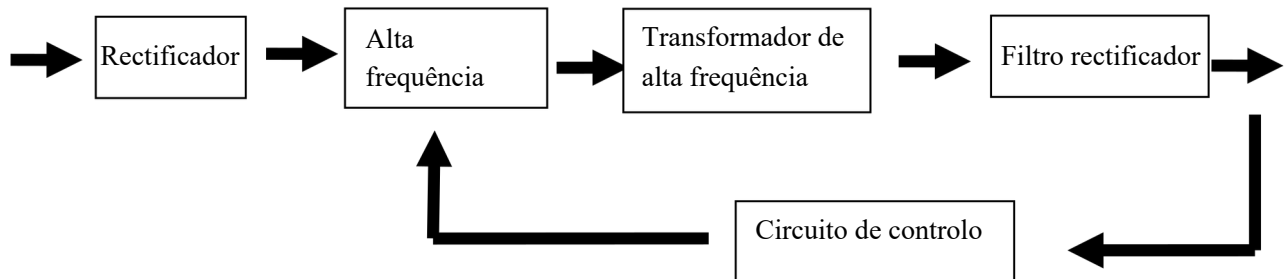 Rectificador
Alta
frequência
Transformador de
alta frequência
Filtro rectificador
Circuito de controlo